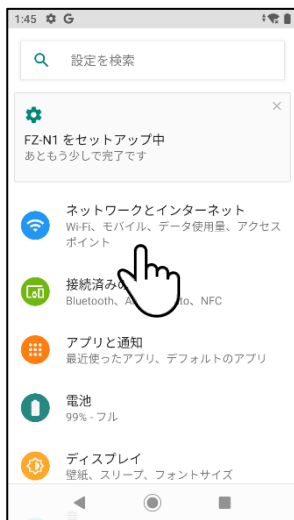 1:45 G
設定を検索
FZ-N1 をセットアップ中
あともう少しで完了です
ネットワークとインターネット
Wi-Fi、モバイル、データ使用量、アクセス
ポイント
接続済みの
Bluetooth、A to、NFC
アプリと通知
最近使ったアプリ、デフォルトのアプリ
電池
99% - フル
ディスプレイ
壁紙、スリープ、フォントサイズ